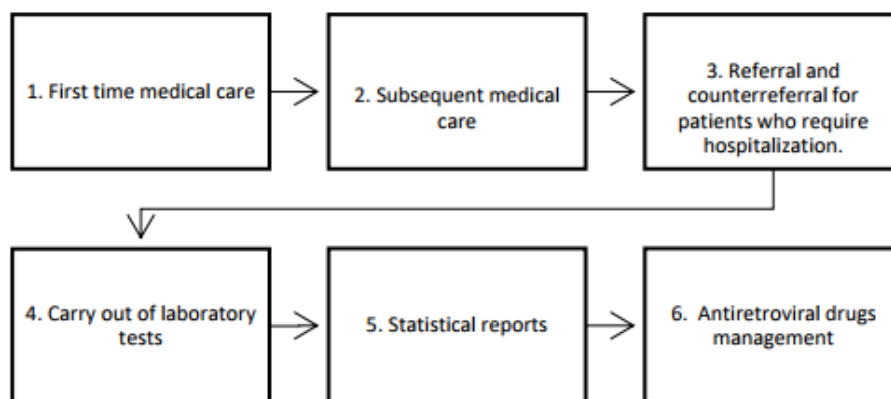 1. First time medical care
2. Subsequent medical
care
3. Referral and
counterreferral for
patients who require
hospitalization.
4. Carry out of laboratory
tests
5. Statistical reports
6. Antiretroviral drugs
management